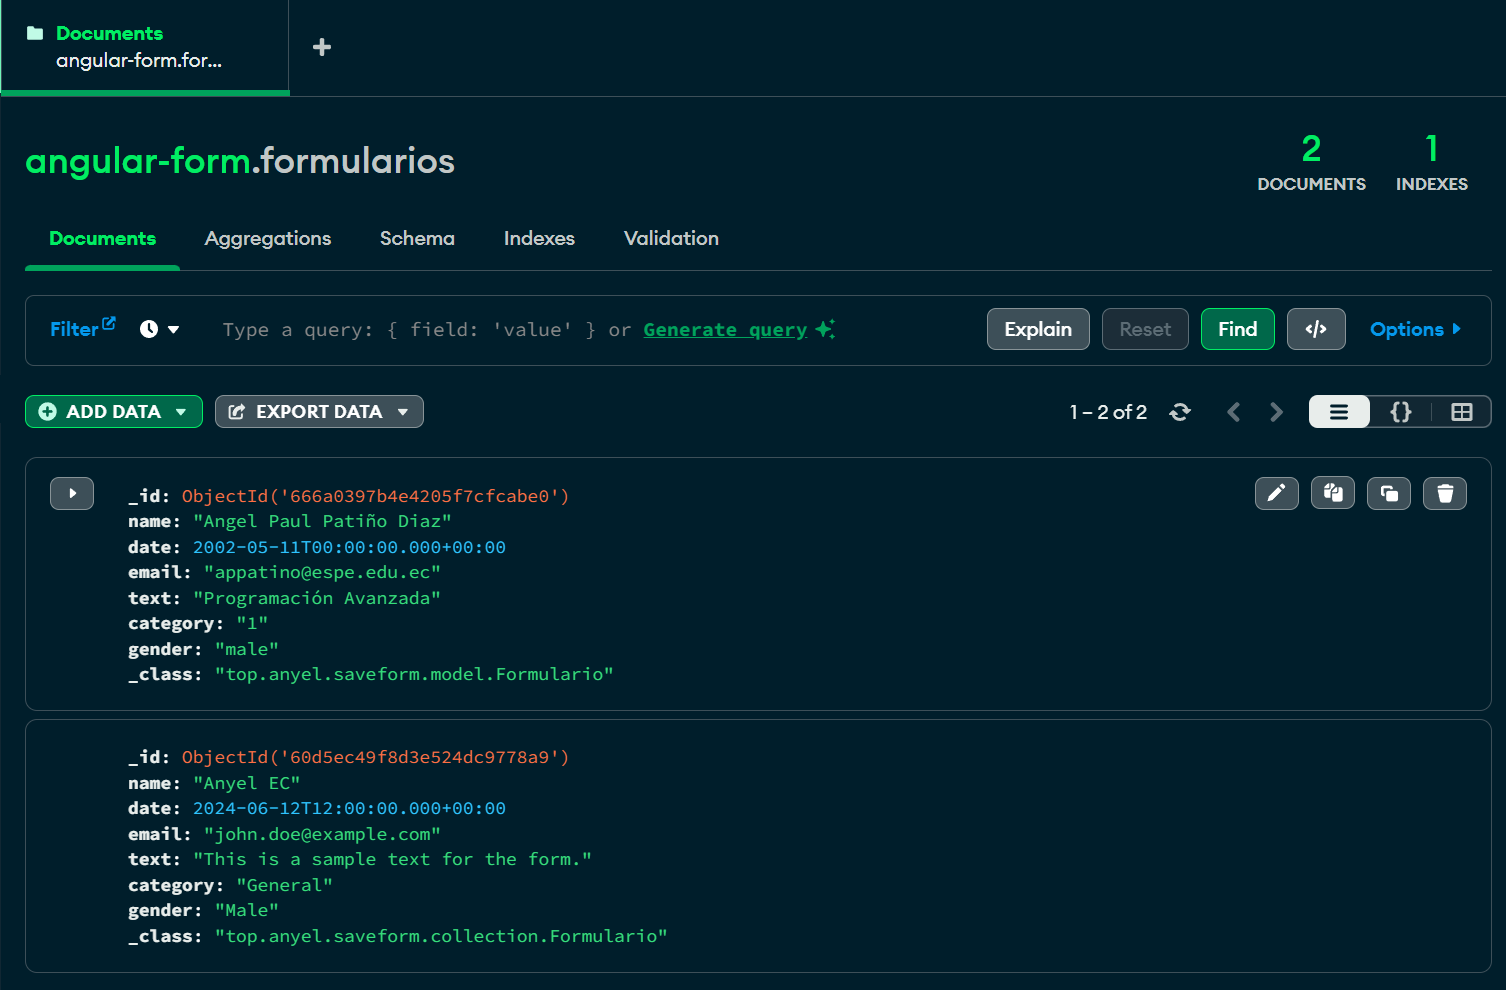 Documents
angular-form.for...
angular-form.formularios
2
DOCUMENTS
1
INDEXES
Documents
Aggregations
Schema
Indexes
Validation
Filter
Type a query: { field: 'value' } or Generate query
Explain
Reset
Find
</>
Options
ADD DATA
EXPORT DATA
1 – 2 of 2
{}
_id: ObjectId('666a0397b4e4205f7cfcabe0')
name: "Angel Paul Patiño Diaz"
date: 2002-05-11T00:00:00.000+00:00
email: "appatino@espe.edu.ec"
text: "Programación Avanzada"
category: "1"
gender: "male"
_class: "top.anyel.saveform.model.Formulario"
_id: ObjectId('60d5ec49f8d3e524dc9778a9')
name: "Anyel EC"
date: 2024-06-12T12:00:00.000+00:00
email: "john.doe@example.com"
text: "This is a sample text for the form."
category: "General"
gender: "Male"
_class: "top.anyel.saveform.collection.Formulario"